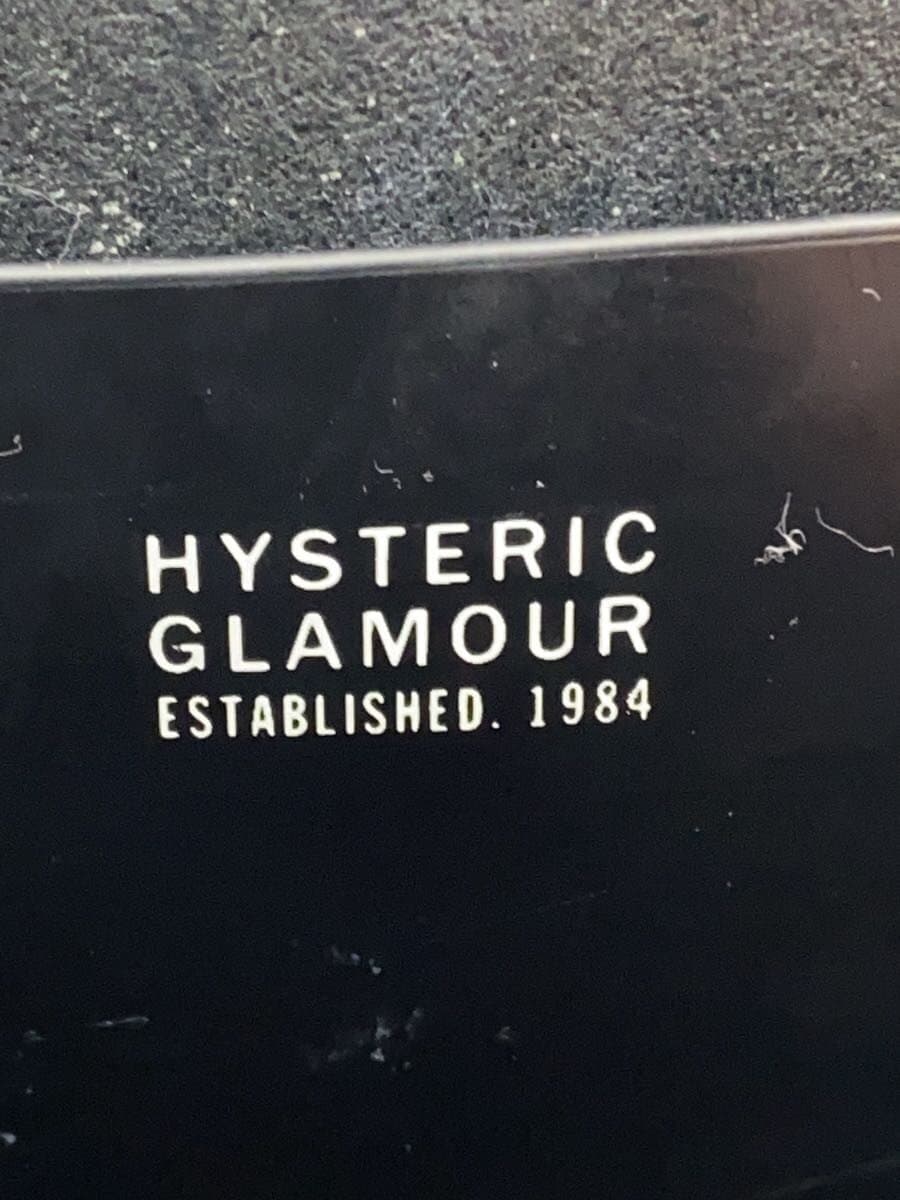 HYSTERIC
GLAMOUR
ESTABLISHED. 1984